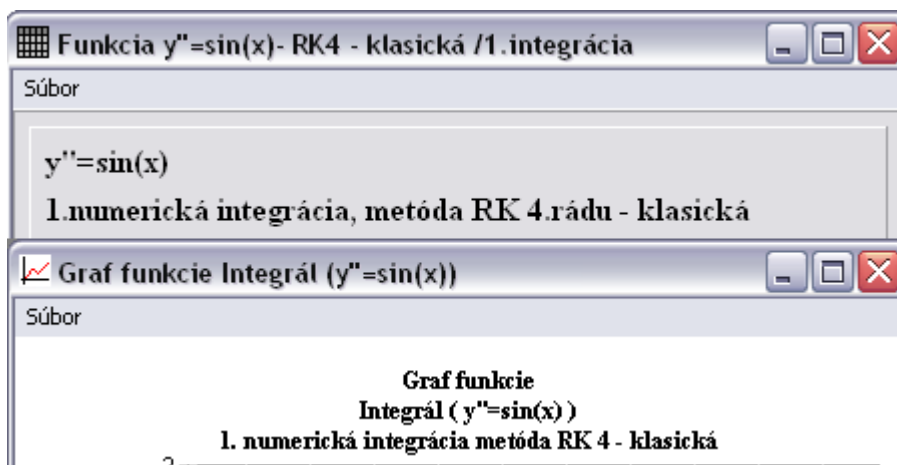 Funkcia y"=sin(x)- RK4 - klasická /1.integrácia
Súbor
y"=sin(x)
1.numerická integrácia, metóda RK 4.rádu - klasická
Graf funkcie Integrál (y"=sin(x))
Súbor
Graf funkcie
Integrál ( y"=sin(x) )
1. numerická integrácia metóda RK 4 - klasická
2